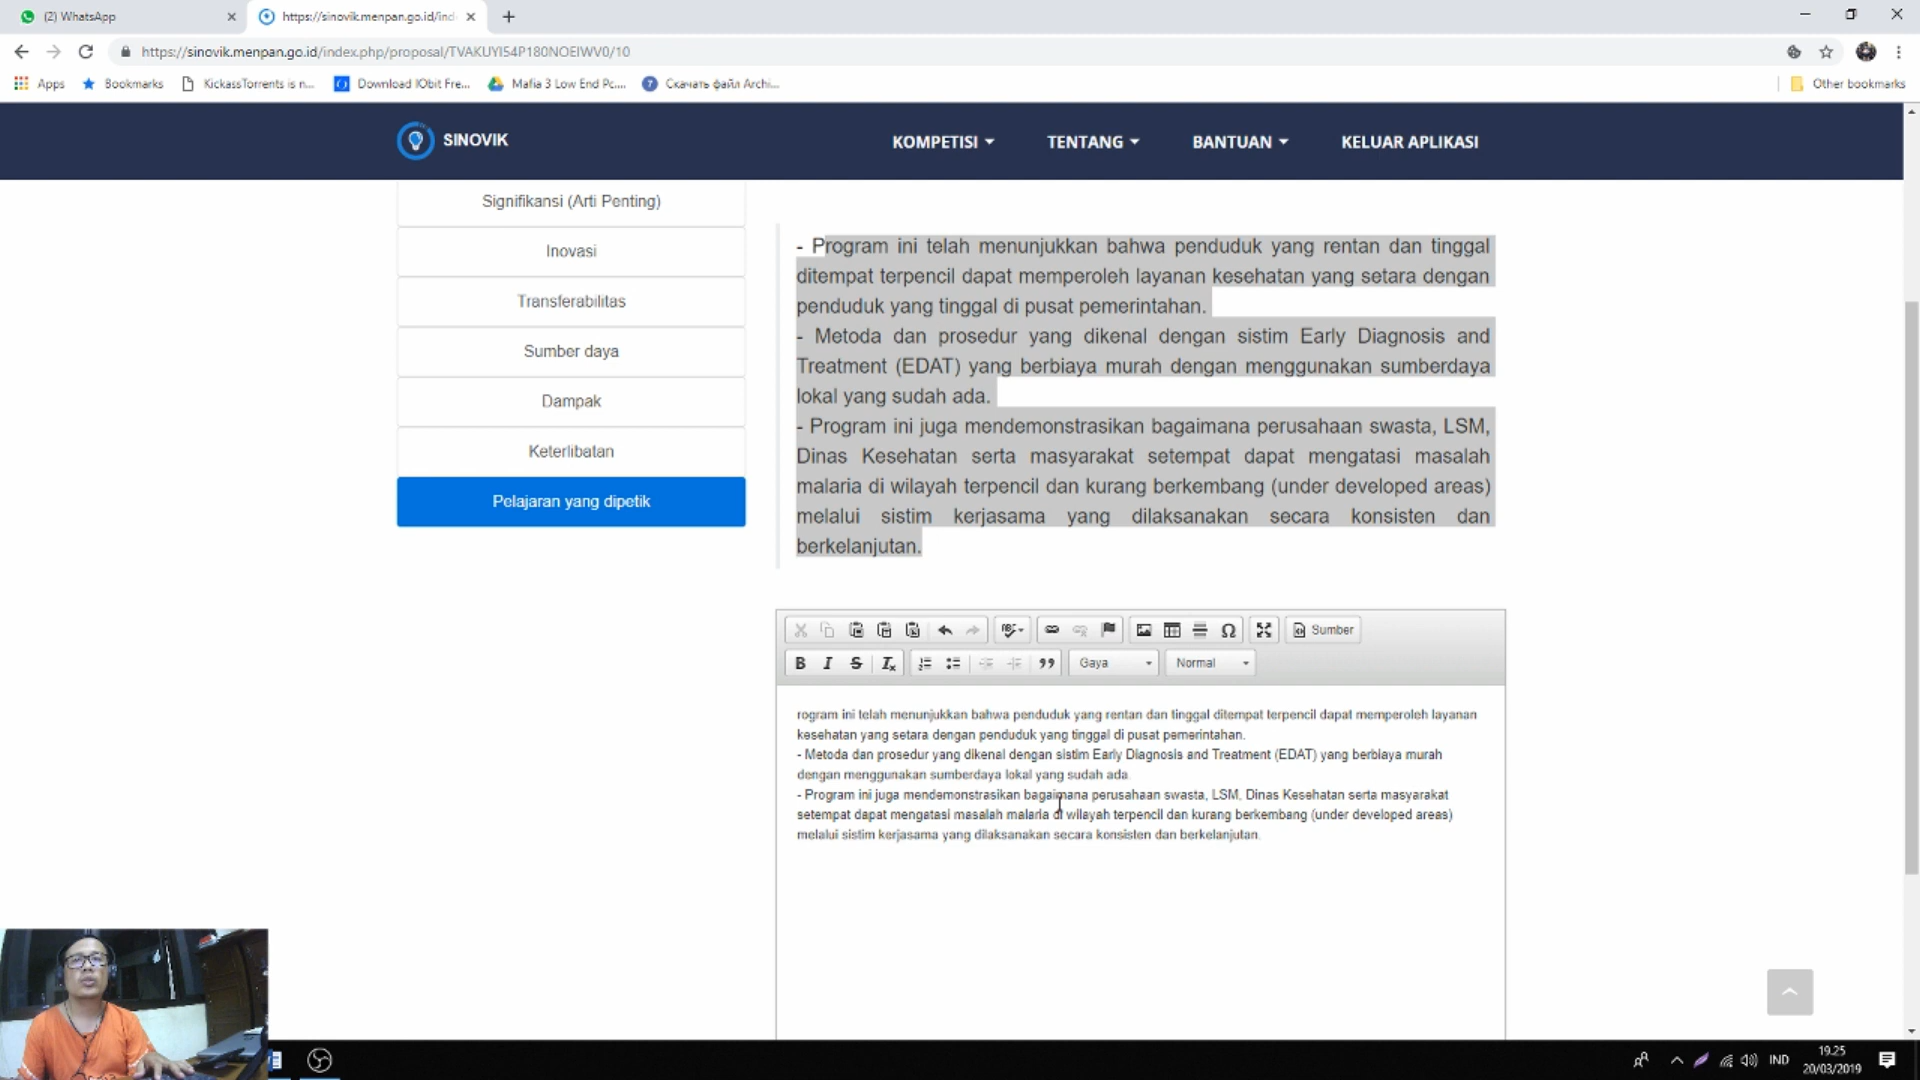 (2) WhatsApp
https://sinovik.menpan.go.id/ind
https://sinovik.menpan.go.id/index.php/proposal/TVAKUYI54P180NOEIWV0/10
Apps
Bookmarks
KickassTorrents is n...
Download IObit Fre...
Mafia 3 Low End Pc....
Скачать файл Archi...
Other bookmarks
SINOVIK
KOMPETISI
TENTANG
BANTUAN
KELUAR APLIKASI
Signifikansi (Arti Penting)
Inovasi
Transferabilitas
Sumber daya
Dampak
Keterlibatan
Pelajaran yang dipetik
- Program ini telah menunjukkan bahwa penduduk yang rentan dan tinggal
ditempat terpencil dapat memperoleh layanan kesehatan yang setara dengan
penduduk yang tinggal di pusat pemerintahan.
- Metoda dan prosedur yang dikenal dengan sistim Early Diagnosis and
Treatment (EDAT) yang berbiaya murah dengan menggunakan sumberdaya
lokal yang sudah ada.
- Program ini juga mendemonstrasikan bagaimana perusahaan swasta, LSM,
Dinas Kesehatan serta masyarakat setempat dapat mengatasi masalah
malaria di wilayah terpencil dan kurang berkembang (under developed areas)
melalui sistim kerjasama yang dilaksanakan secara konsisten dan
berkelanjutan.
Sumber
Gaya
Normal
rogram ini telah menunjukkan bahwa penduduk yang rentan dan tinggal ditempat terpencil dapat memperoleh layanan
kesehatan yang setara dengan penduduk yang tinggal di pusat pemerintahan.
- Metoda dan prosedur yang dikenal dengan sistim Early Diagnosis and Treatment (EDAT) yang berbiaya murah
dengan menggunakan sumberdaya lokal yang sudah ada.
- Program ini juga mendemonstrasikan bagaimana perusahaan swasta, LSM, Dinas Kesehatan serta masyarakat
setempat dapat mengatasi masalah malaria di wilayah terpencil dan kurang berkembang (under developed areas)
melalui sistim kerjasama yang dilaksanakan secara konsisten dan berkelanjutan.
IND
19.25
20/03/2019